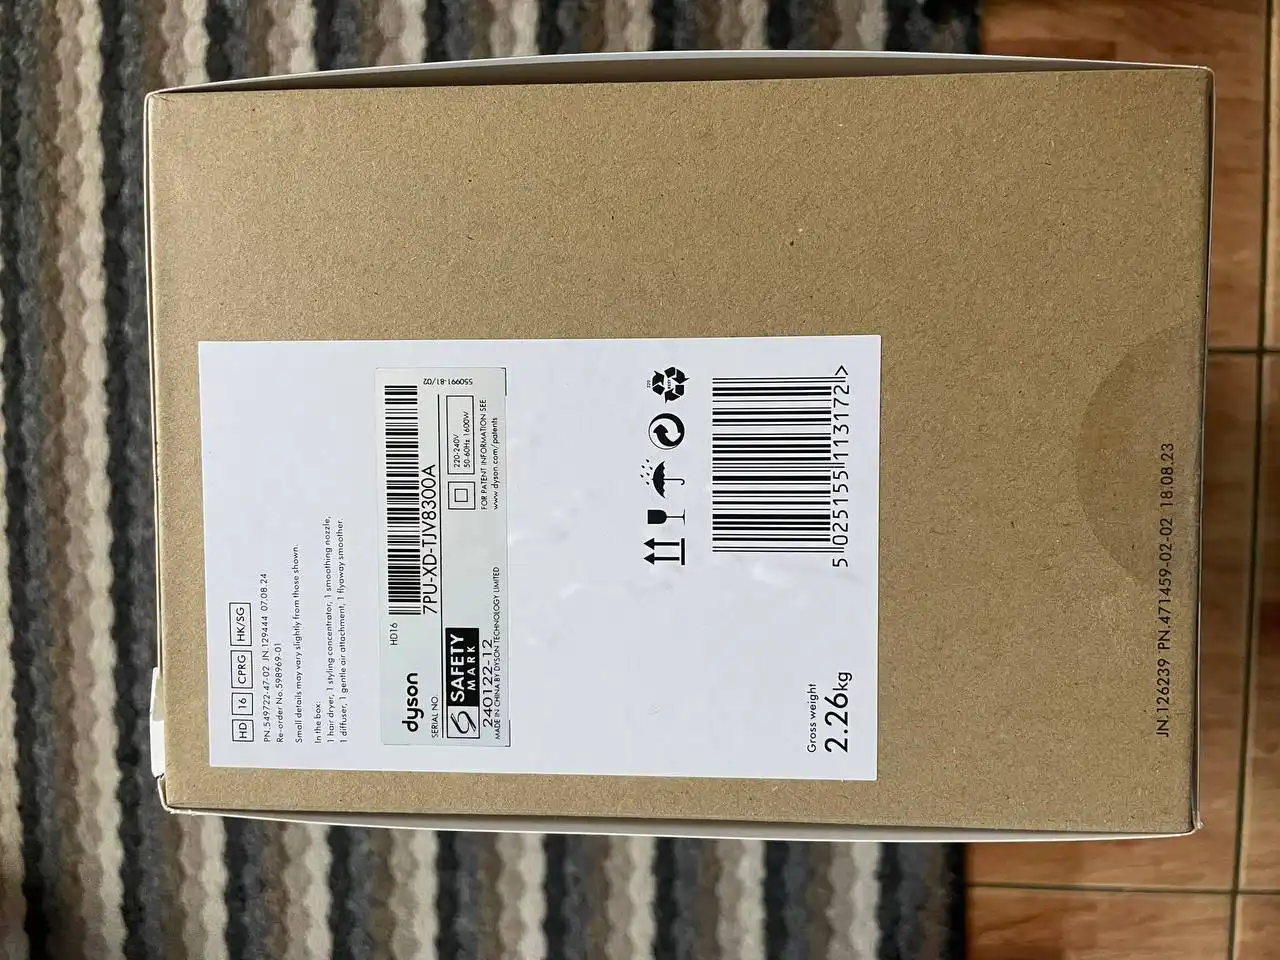 HD 16 CPRG HK/SG
PN.549722-47-02 JN.129444 07.08.24
Re-order No.598969-01
Small details may vary slightly from those shown.
In the box:
1 hair dryer, 1 styling concentrator, 1 smoothing nozzle,
1 diffuser, 1 gentle air attachment, 1 flyaway smoother.
dyson
HD16
550991-81/02
SERIAL NO.
7PU-XD-TJV8300A
SAFETY
MARK
240122-12
220-240V
50-60Hz 1600W
FOR PATENT INFORMATION SEE
www.dyson.com/patents
MADE IN CHINA BY DYSON TECHNOLOGY LIMITED
Gross weight
2.26kg
5 025155 113172 >
JN.126239 PN.471459-02-02 18.08.23